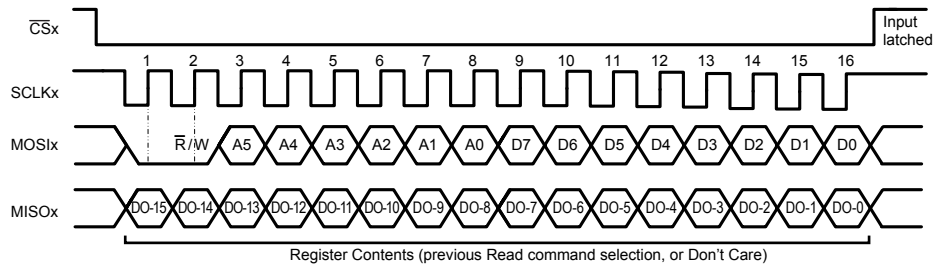 C̅S̅x
Input
latched
1 2 3 4 5 6 7 8 9 10 11 12 13 14 15 16
SCLKx
MOSIx R̅/W A5 A4 A3 A2 A1 A0 D7 D6 D5 D4 D3 D2 D1 D0
MISOx DO-15 DO-14 DO-13 DO-12 DO-11 DO-10 DO-9 DO-8 DO-7 DO-6 DO-5 DO-4 DO-3 DO-2 DO-1 DO-0
Register Contents (previous Read command selection, or Don't Care)